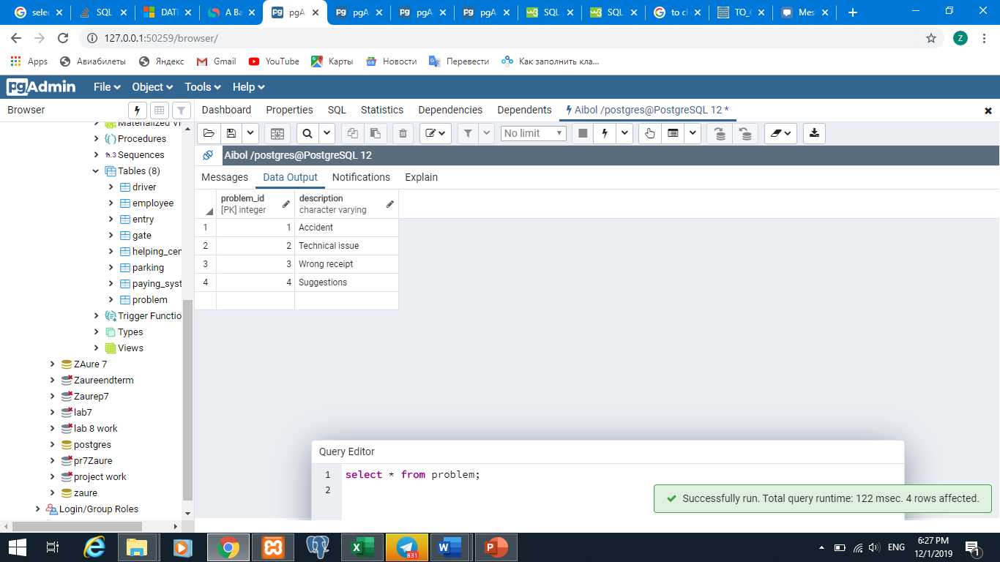 selec
SQL
DATI
A Ba
pgA
pgA
pgA
pgA
SQL
SQL
to cl
TO_(
Mes
127.0.0.1:50259/browser/
Z
Apps
Авиабилеты
Яндекс
Gmail
YouTube
Карты
Новости
Перевести
Как заполнить кла...
pgAdmin
File
Object
Tools
Help
Browser
Dashboard
Properties
SQL
Statistics
Dependencies
Dependents
Aibol /postgres@PostgreSQL 12 *
No limit
Aibol /postgres@PostgreSQL 12
Messages
Data Output
Notifications
Explain
Materialized Vi
Procedures
1..3 Sequences
Tables (8)
driver
employee
entry
gate
helping_cen
parking
paying_syst
problem
Trigger Functio
Types
Views
ZAure 7
Zaureendterm
Zaurep7
lab7
lab 8 work
postgres
pr7Zaure
project work
zaure
Login/Group Roles
problem_id
[PK] integer
description
character varying
1 1 Accident
2 2 Technical issue
3 3 Wrong receipt
4 4 Suggestions
Query Editor
1 select * from problem;
2
Successfully run. Total query runtime: 122 msec. 4 rows affected.
831
ENG
6:27 PM
12/1/2019
1